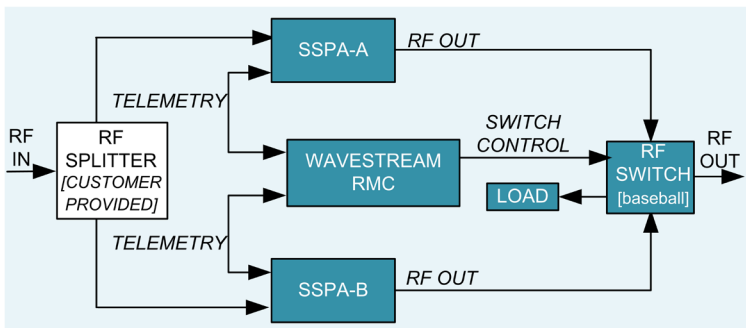 SSPA-A
RF OUT
TELEMETRY
RF
IN
RF
SPLITTER
[CUSTOMER
PROVIDED]
WAVESTREAM
RMC
SWITCH
CONTROL
LOAD
RF
SWITCH
[baseball]
RF
OUT
TELEMETRY
SSPA-B
RF OUT